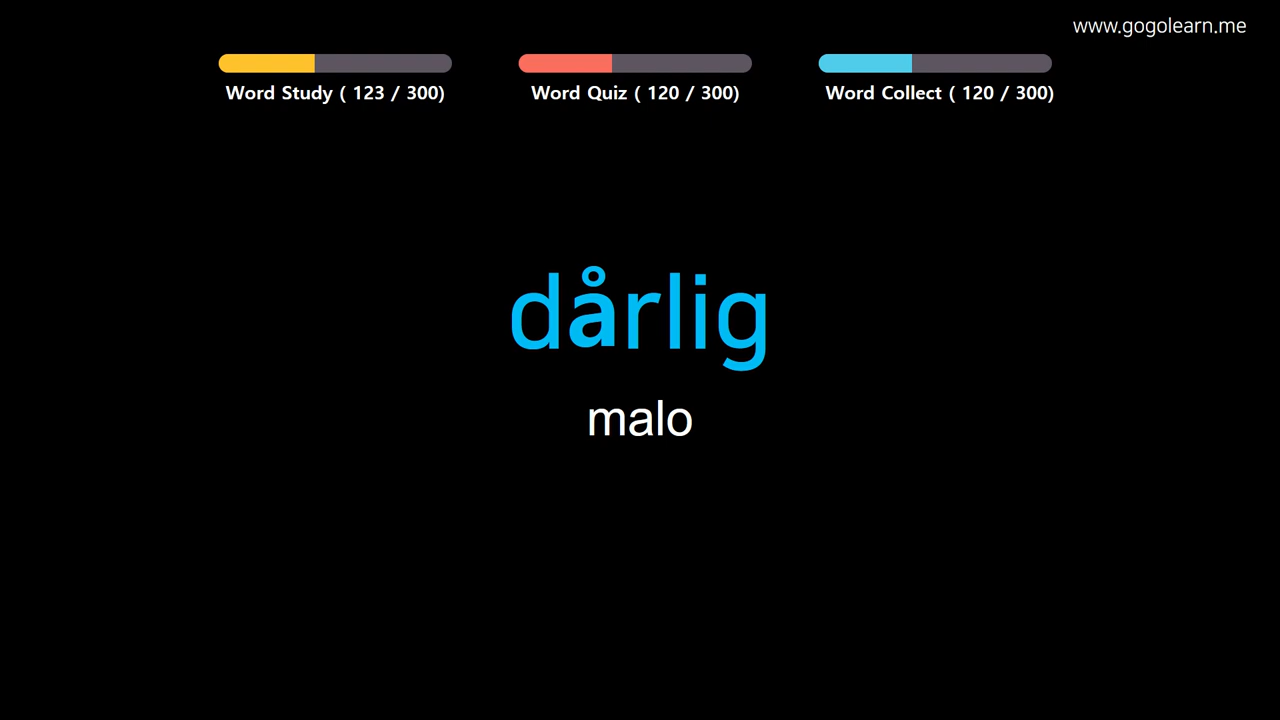 www.gogolearn.me
Word Study ( 123 / 300)
Word Quiz ( 120 / 300)
Word Collect ( 120 / 300)
dårlig
malo